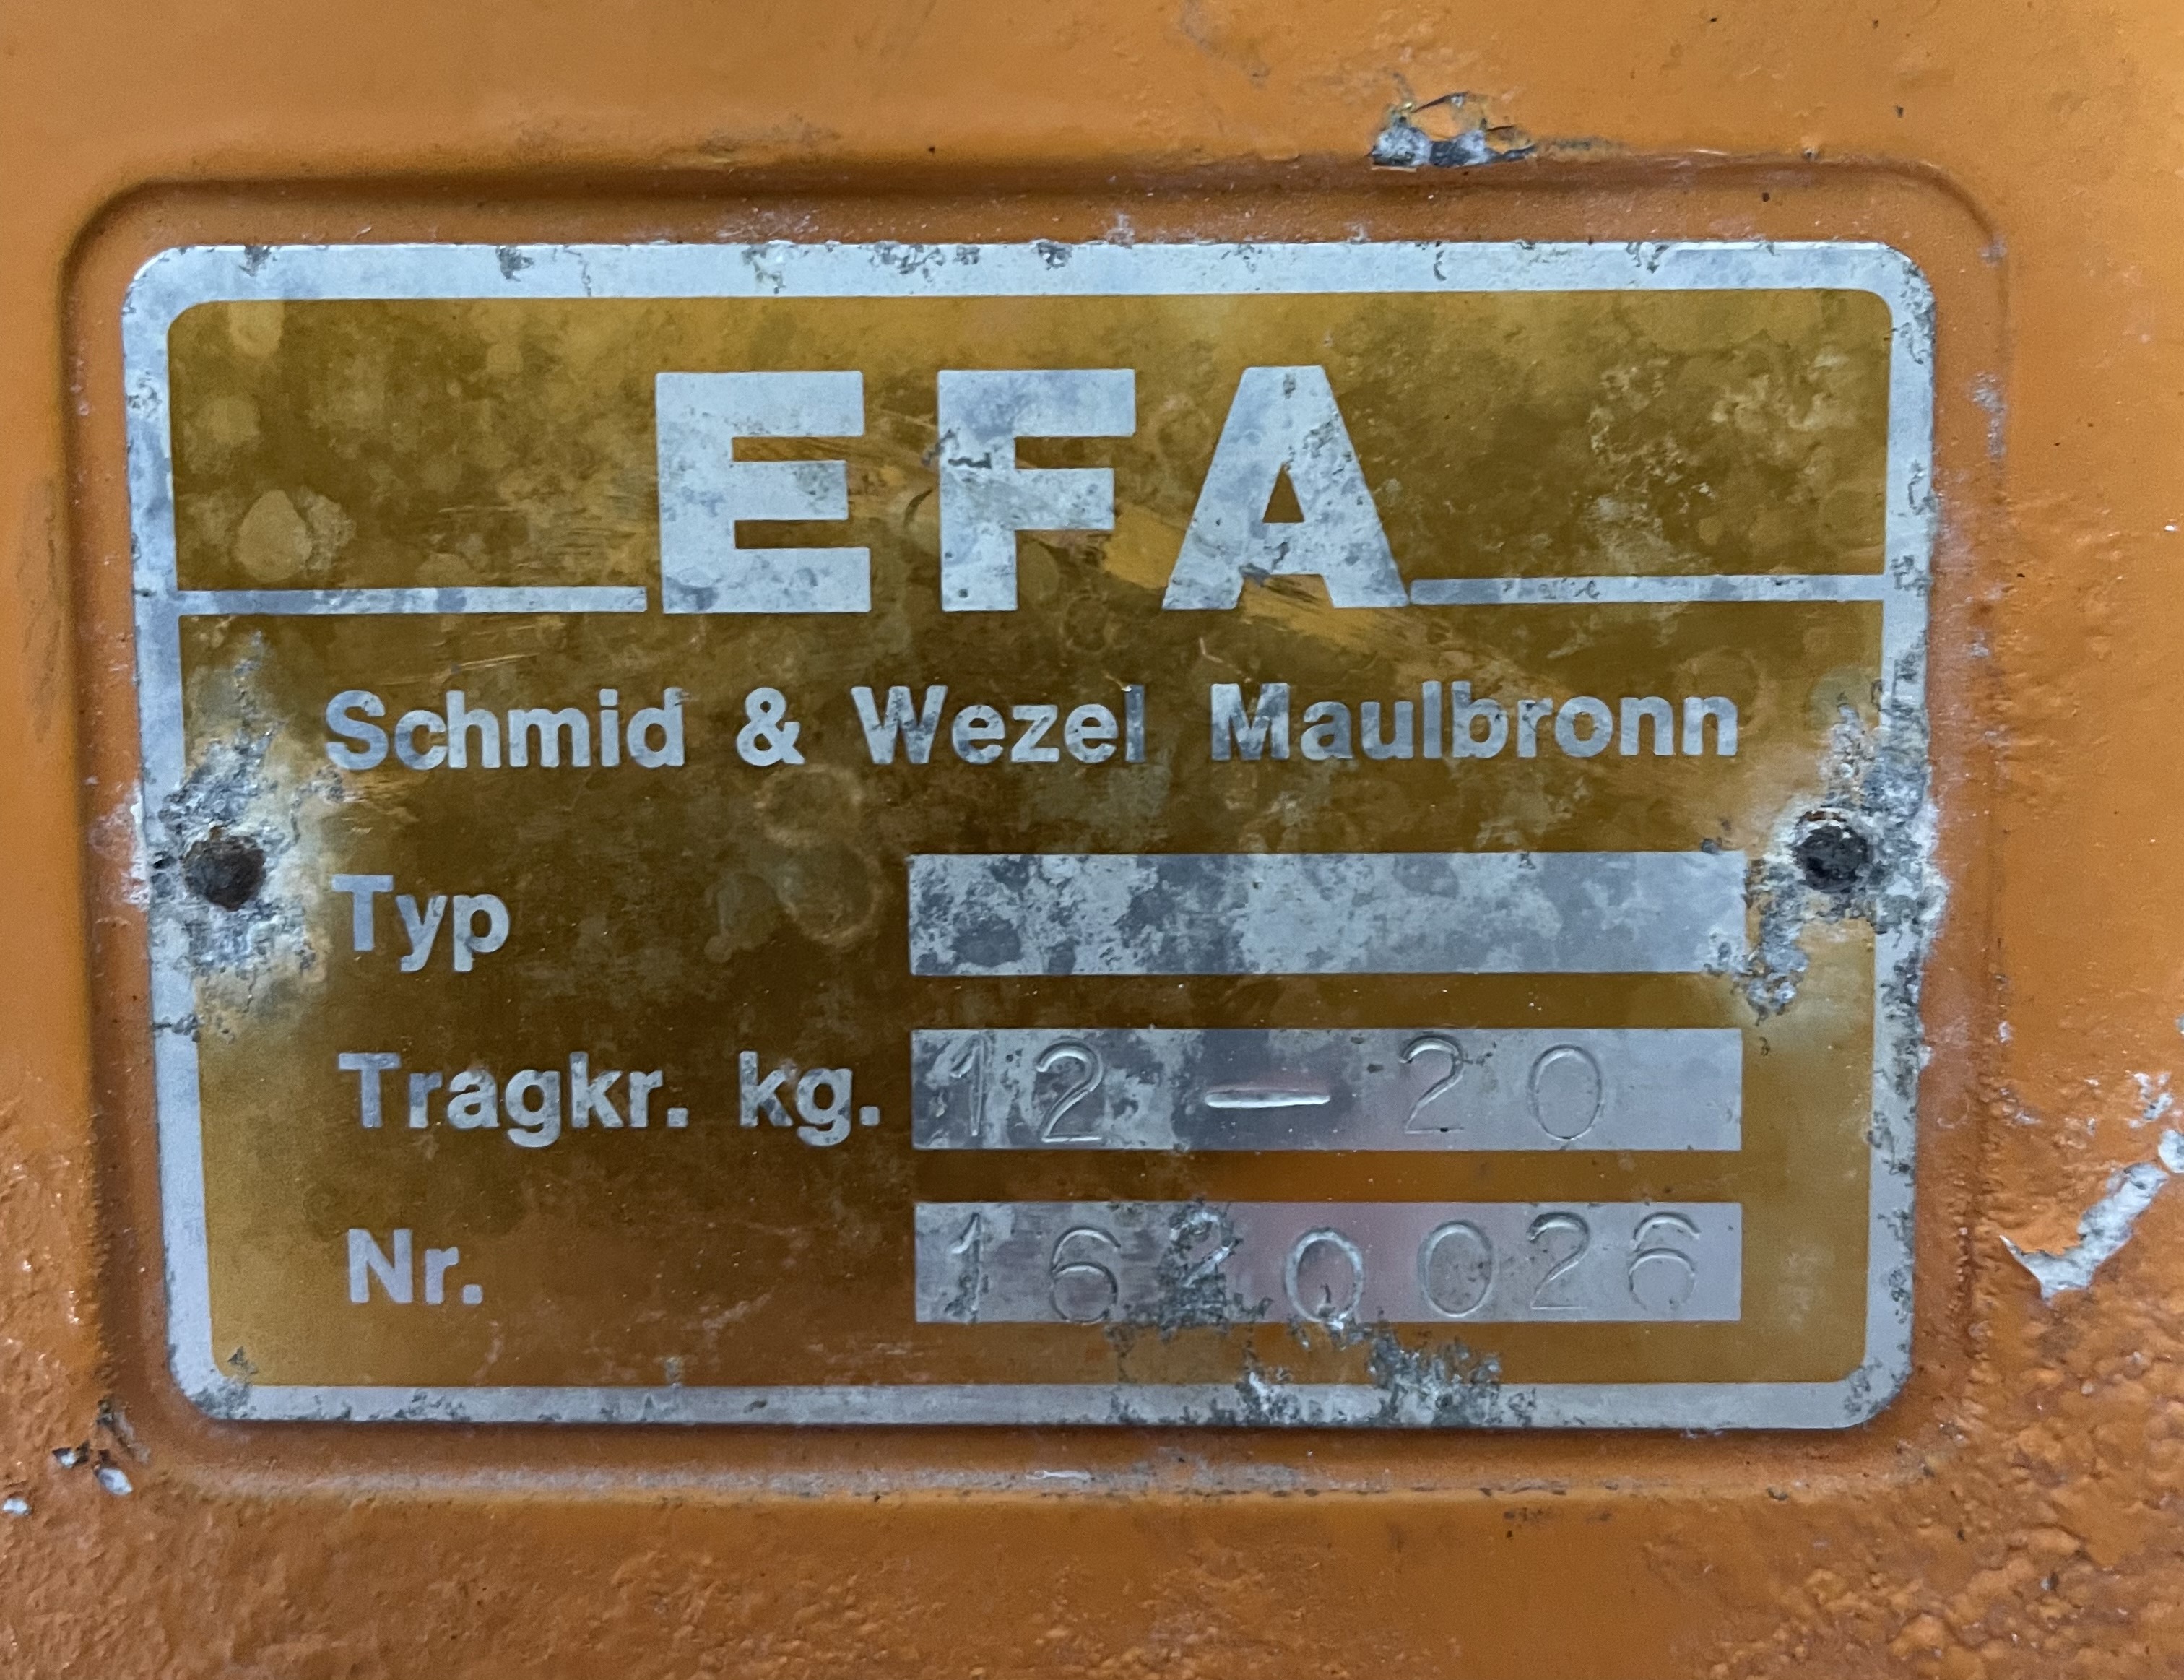 EFA
Schmid & Wezel Maulbronn
Typ
Tragkr. kg. 12 - 20
Nr. 1620026